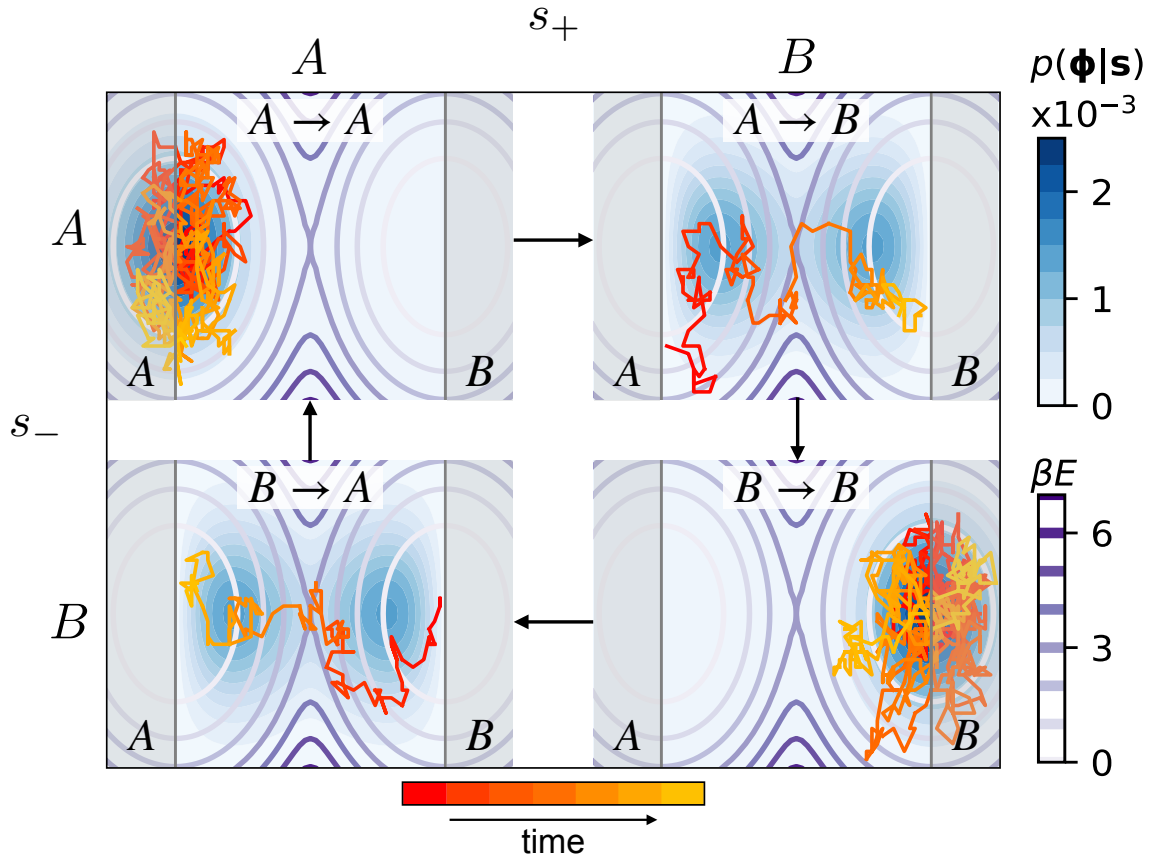 s₊
A B
p(ϕ|s)
x10⁻³
A → A
A → B
2
A
1
A B
A B
0
s₋
B → A
B → B
βE
6
B
3
A B
A B
0
time